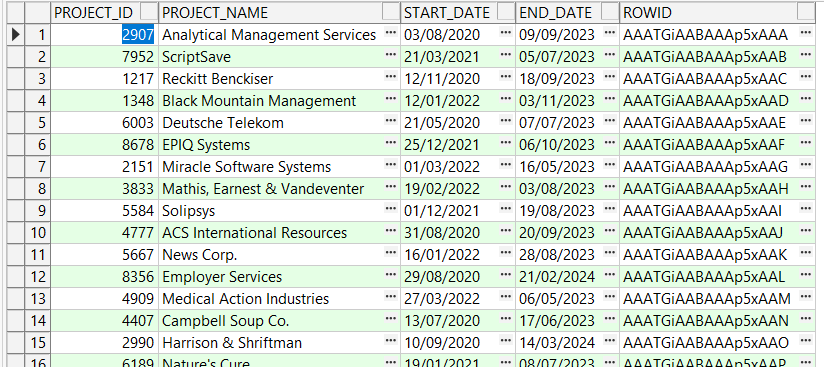 PROJECT_ID PROJECT_NAME START_DATE END_DATE ROWID
1 2907 Analytical Management Services ... 03/08/2020 ... 09/09/2023 ... AAATGiAABAAAp5xAAA ...
2 7952 ScriptSave ... 21/03/2021 ... 05/07/2023 ... AAATGiAABAAAp5xAAB ...
3 1217 Reckitt Benckiser ... 12/11/2020 ... 18/09/2023 ... AAATGiAABAAAp5xAAC ...
4 1348 Black Mountain Management ... 12/01/2022 ... 03/11/2023 ... AAATGiAABAAAp5xAAD ...
5 6003 Deutsche Telekom ... 21/05/2020 ... 07/07/2023 ... AAATGiAABAAAp5xAAE ...
6 8678 EPIQ Systems ... 25/12/2021 ... 06/10/2023 ... AAATGiAABAAAp5xAAF ...
7 2151 Miracle Software Systems ... 01/03/2022 ... 16/05/2023 ... AAATGiAABAAAp5xAAG ...
8 3833 Mathis, Earnest & Vandeventer ... 19/02/2022 ... 03/08/2023 ... AAATGiAABAAAp5xAAH ...
9 5584 Solipsys ... 01/12/2021 ... 19/08/2023 ... AAATGiAABAAAp5xAAI ...
10 4777 ACS International Resources ... 31/08/2020 ... 20/09/2023 ... AAATGiAABAAAp5xAAJ ...
11 5667 News Corp. ... 16/01/2022 ... 28/08/2023 ... AAATGiAABAAAp5xAAK ...
12 8356 Employer Services ... 29/08/2020 ... 21/02/2024 ... AAATGiAABAAAp5xAAL ...
13 4909 Medical Action Industries ... 27/03/2022 ... 06/05/2023 ... AAATGiAABAAAp5xAAM ...
14 4407 Campbell Soup Co. ... 13/07/2020 ... 17/06/2023 ... AAATGiAABAAAp5xAAN ...
15 2990 Harrison & Shriftman ... 10/09/2020 ... 14/03/2024 ... AAATGiAABAAAp5xAAO ...
16 6189 Nature's Cure ... 19/01/2021 ... 08/07/2023 ... AAATGiAABAAAp5xAAP ...